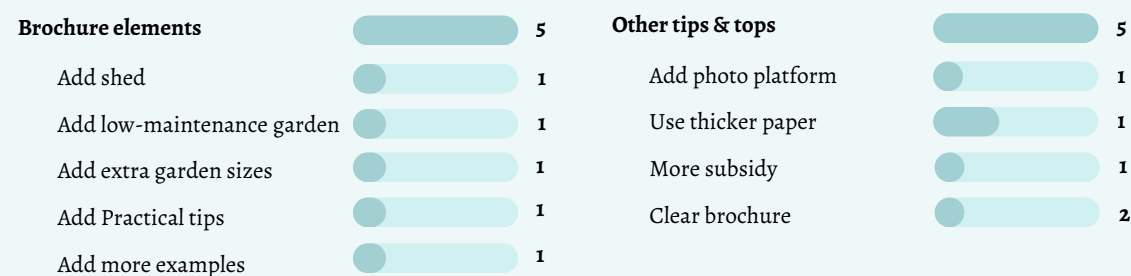 Brochure elements 5
Add shed 1
Add low-maintenance garden 1
Add extra garden sizes 1
Add Practical tips 1
Add more examples 1
Other tips & tops 5
Add photo platform 1
Use thicker paper 1
More subsidy 1
Clear brochure 2